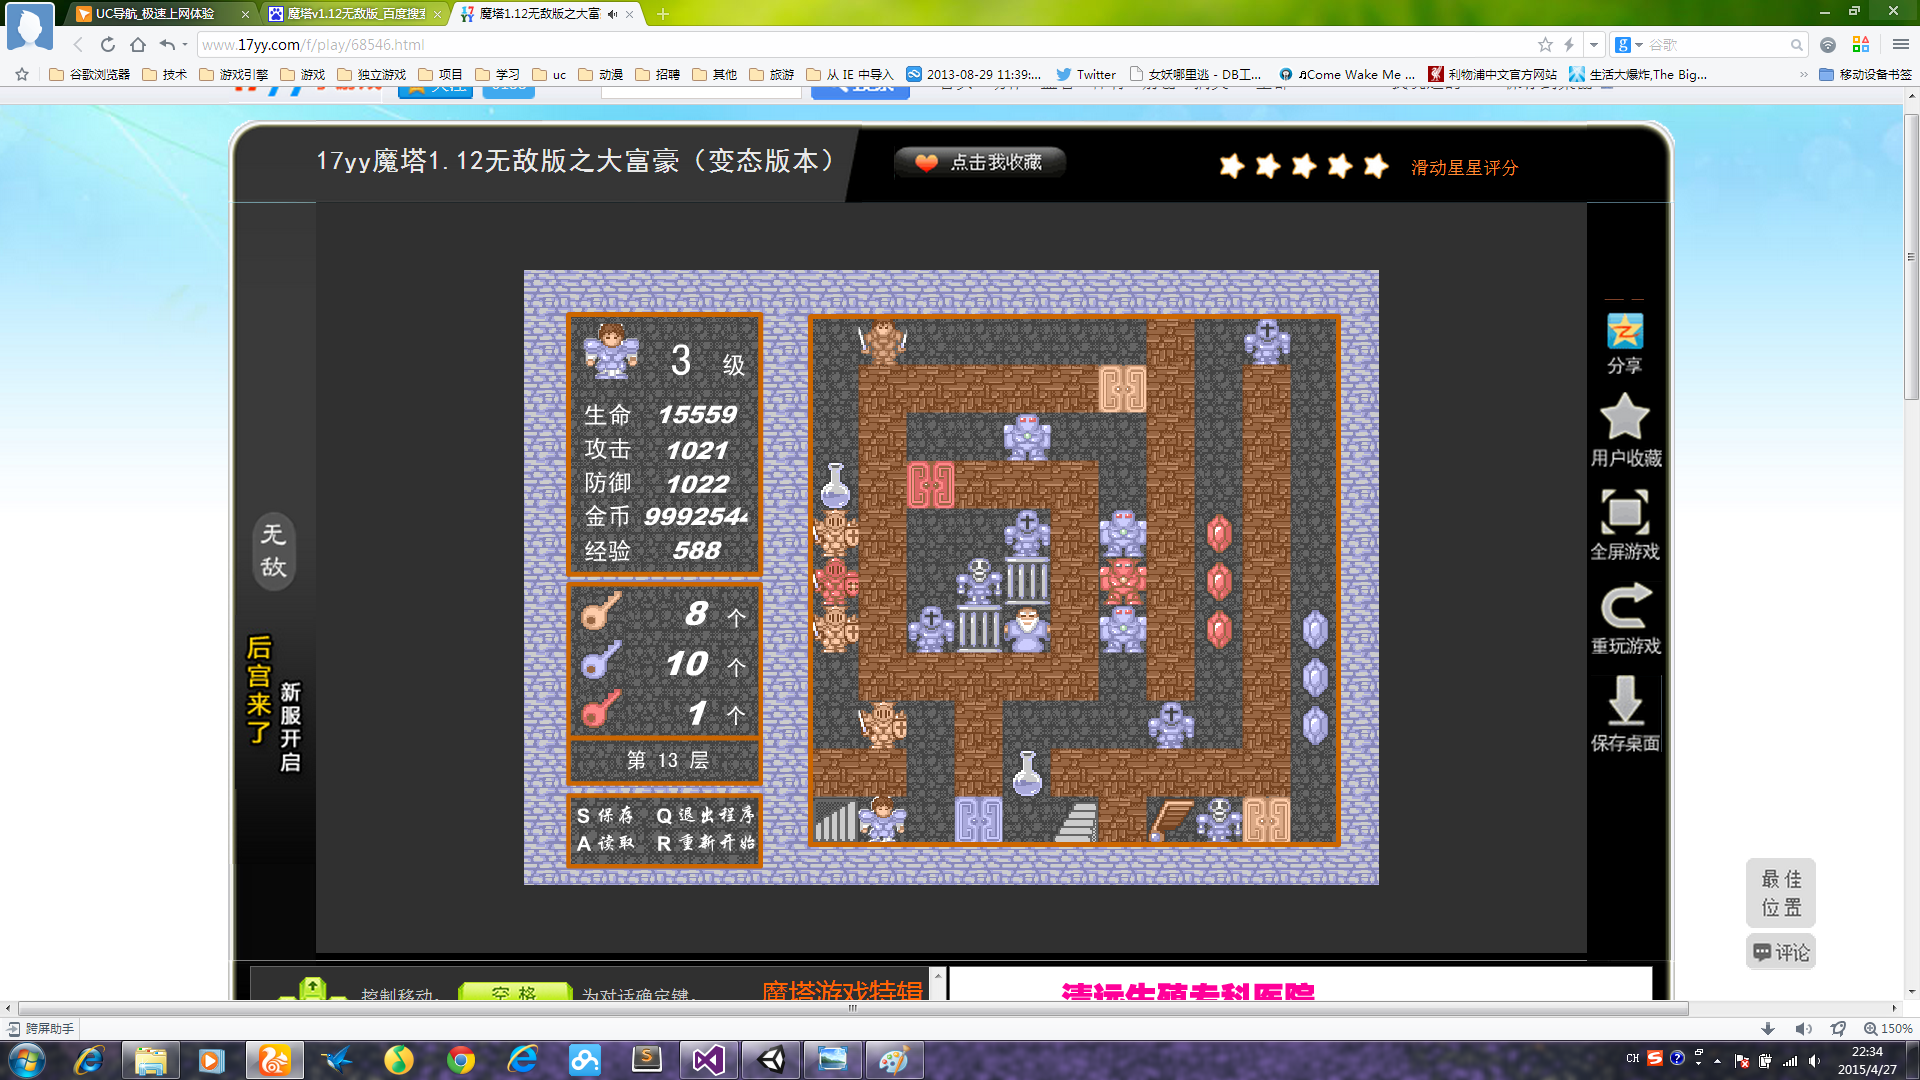 UC导航_极速上网体验
魔塔v1.12无敌版_百度搜索
魔塔1.12无敌版之大富
www.17yy.com/f/play/68546.html
谷歌
谷歌浏览器 技术 游戏引擎 游戏 独立游戏 项目 学习 uc 动漫 招聘 其他 旅游 从 IE 中导入 2013-08-29 11:39:... Twitter 女妖哪里逃 - DB工... ♫Come Wake Me ... 利物浦中文官方网站 生活大爆炸,The Big... » 移动设备书签
17yy魔塔1.12无敌版之大富豪（变态版本）
点击我收藏
滑动星星评分
3 级
生命 15559
攻击 1021
防御 1022
金币 9992544
经验 588
8 个
10 个
1 个
第 13 层
S 保存 Q 退出程序
A 读取 R 重新开始
无敌
后宫来了
新服开启
分享
用户收藏
全屏游戏
重玩游戏
保存桌面
最佳
位置
评论
控制移动.
空格
为对话确定键.
魔塔游戏特辑
清远生殖专科医院
跨屏助手
150%
CH
22:34
2015/4/27